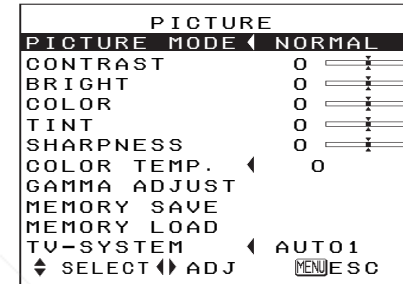 PICTURE
PICTURE MODE NORMAL
CONTRAST 0
BRIGHT 0
COLOR 0
TINT 0
SHARPNESS 0
COLOR TEMP. 0
GAMMA ADJUST
MEMORY SAVE
MEMORY LOAD
TV-SYSTEM AUTO1
SELECT ADJ MENU ESC